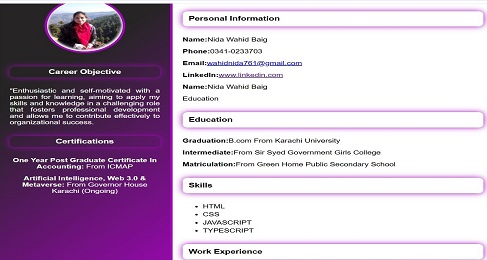 Career Objective
"Enthusiastic and self-motivated with a
passion for learning, aiming to apply my
skills and knowledge in a challenging role
that fosters professional development
and allows me to contribute effectively to
organizational success.
Certifications
One Year Post Graduate Certificate In
Accounting: From ICMAP
Artificial Intelligence, Web 3.0 &
Metaverse: From Governor House
Karachi (Ongoing)
Personal Information
Name:Nida Wahid Baig
Phone:0341-0233703
Email:wahidnida761@gmail.com
LinkedIn:www.linkedin.com
Name:Nida Wahid Baig
Education
Education
Graduation:B.com From Karachi University
Intermediate:From Sir Syed Government Girls College
Matriculation:From Green Home Public Secondary School
Skills
HTML
CSS
JAVASCRIPT
TYPESCRIPT
Work Experience